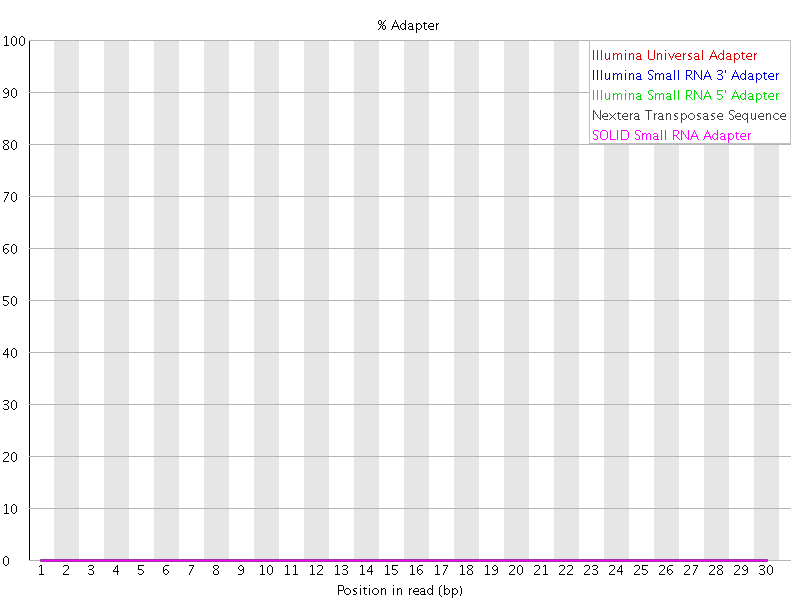 % Adapter
100
90
80
70
60
50
40
30
20
10
0
Illumina Universal Adapter
Illumina Small RNA 3' Adapter
Illumina Small RNA 5' Adapter
Nextera Transposase Sequence
SOLID Small RNA Adapter
1 2 3 4 5 6 7 8 9 10 11 12 13 14 15 16 17 18 19 20 21 22 23 24 25 26 27 28 29 30
Position in read (bp)